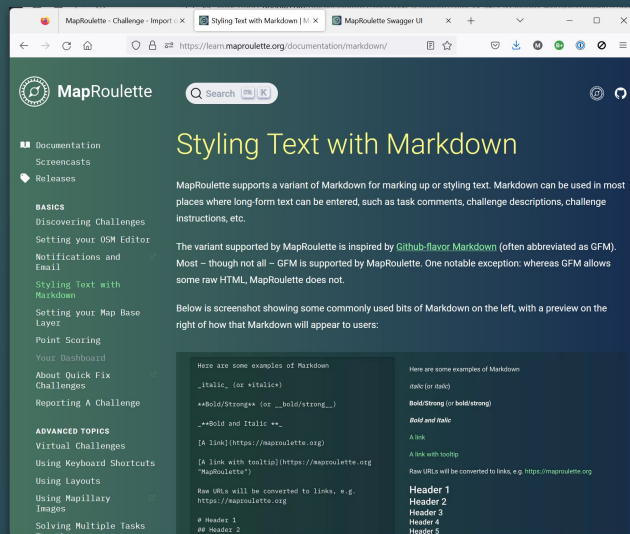 MapRoulette - Challenge - Import
Styling Text with Markdown | M
MapRoulette Swagger UI
https://learn.maproulette.org/documentation/markdown/
MapRoulette
Search
K
Documentation
Screencasts
Releases
BASICS
Discovering Challenges
Setting your OSM Editor
Notifications and
Email
Styling Text with
Markdown
Setting your Map Base
Layer
Point Scoring
Your Dashboard
About Quick Fix
Challenges
Reporting A Challenge
ADVANCED TOPICS
Virtual Challenges
Using Keyboard Shortcuts
Using Layouts
Using Mapillary
Images
Solving Multiple Tasks
Styling Text with Markdown
MapRoulette supports a variant of Markdown for marking up or styling text. Markdown can be used in most
places where long-form text can be entered, such as task comments, challenge descriptions, challenge
instructions, etc.
The variant supported by MapRoulette is inspired by Github-flavor Markdown (often abbreviated as GFM).
Most – though not all – GFM is supported by MapRoulette. One notable exception: whereas GFM allows
some raw HTML, MapRoulette does not.
Below is screenshot showing some commonly used bits of Markdown on the left, with a preview on the
right of how that Markdown will appear to users:
Here are some examples of Markdown
_italic_ (or *italic*)
**Bold/Strong** (or __bold/strong__)
_**Bold and Italic **_
[A link](https://maproulette.org)
[A link with tooltip](https://maproulette.org
"MapRoulette")
Raw URLs will be converted to links, e.g.
https://maproulette.org
# Header 1
## Header 2
Here are some examples of Markdown
italic (or italic)
Bold/Strong (or bold/strong)
Bold and Italic
A link
A link with tooltip
Raw URLs will be converted to links, e.g. https://maproulette.org
Header 1
Header 2
Header 3
Header 4
Header 5